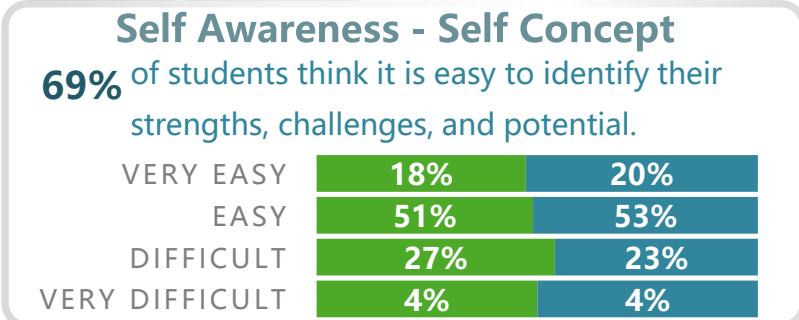 Self Awareness - Self Concept
69% of students think it is easy to identify their
strengths, challenges, and potential.
VERY EASY 18% 20%
EASY 51% 53%
DIFFICULT 27% 23%
VERY DIFFICULT 4% 4%